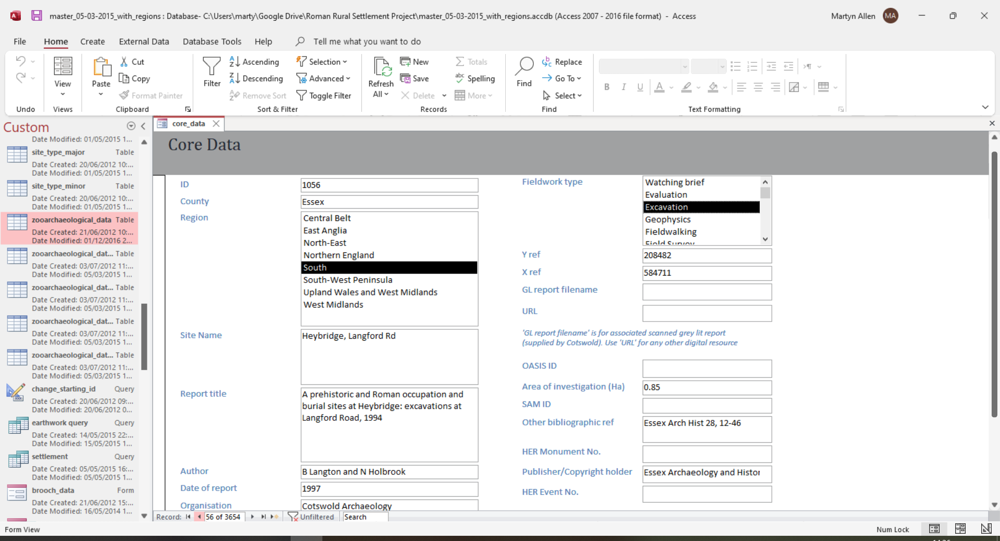 master_05-03-2015_with_regions : Database- C:\Users\marty\Google Drive\Roman Rural Settlement Project\master_05-03-2015_with_regions.accdb (Access 2007 - 2016 file format) - Access
Martyn Allen MA
File Home Create External Data Database Tools Help Tell me what you want to do
View
Paste
Cut
Copy
Format Painter
Filter
Ascending
Descending
Remove Sort
Selection
Advanced
Toggle Filter
Refresh All
New
Save
Delete
Totals
Spelling
More
Find
Replace
Go To
Select
B I U A
Undo Views Clipboard Sort & Filter Records Find Text Formatting
Custom
Date Modified: 01/05/2015 1...
site_type_major Table
Date Created: 20/06/2012 10:...
Date Modified: 01/05/2015 1...
site_type_minor Table
Date Created: 20/06/2012 10:...
Date Modified: 01/05/2015 1...
zooarchaeological_data Table
Date Created: 21/06/2012 10:...
Date Modified: 01/12/2016 2...
zooarchaeological_dat... Table
Date Created: 03/07/2012 11:...
Date Modified: 05/03/2015 1...
zooarchaeological_dat... Table
Date Created: 03/07/2012 11:...
Date Modified: 05/03/2015 1...
zooarchaeological_dat... Table
Date Created: 03/07/2012 11:...
Date Modified: 05/03/2015 1...
zooarchaeological_dat... Table
Date Created: 03/07/2012 11:...
Date Modified: 05/03/2015 1...
change_starting_id Query
Date Created: 20/06/2012 09:...
Date Modified: 20/06/2012 0...
earthwork query Query
Date Created: 14/05/2015 22:...
Date Modified: 15/05/2015 1...
settlement Query
Date Created: 05/05/2015 16:...
Date Modified: 05/05/2015 1...
brooch_data Form
Date Created: 21/06/2012 15:...
Date Modified: 16/05/2014 1...
core_data
Core Data
ID 1056
County Essex
Region
Central Belt
East Anglia
North-East
Northern England
South
South-West Peninsula
Upland Wales and West Midlands
West Midlands
Site Name Heybridge, Langford Rd
Report title A prehistoric and Roman occupation and
burial sites at Heybridge: excavations at
Langford Road, 1994
Author B Langton and N Holbrook
Date of report 1997
Organisation Cotswold Archaeology
Fieldwork type
Watching brief
Evaluation
Excavation
Geophysics
Fieldwalking
Field Survey
Y ref 208482
X ref 584711
GL report filename
URL
'GL report filename' is for associated scanned grey lit report
(supplied by Cotswold). Use 'URL' for any other digital resource
OASIS ID
Area of investigation (Ha) 0.85
SAM ID
Other bibliographic ref Essex Arch Hist 28, 12-46
HER Monument No.
Publisher/Copyright holder Essex Archaeology and Histor
HER Event No.
Record: 56 of 3654 Unfiltered Search
Form View
Num Lock